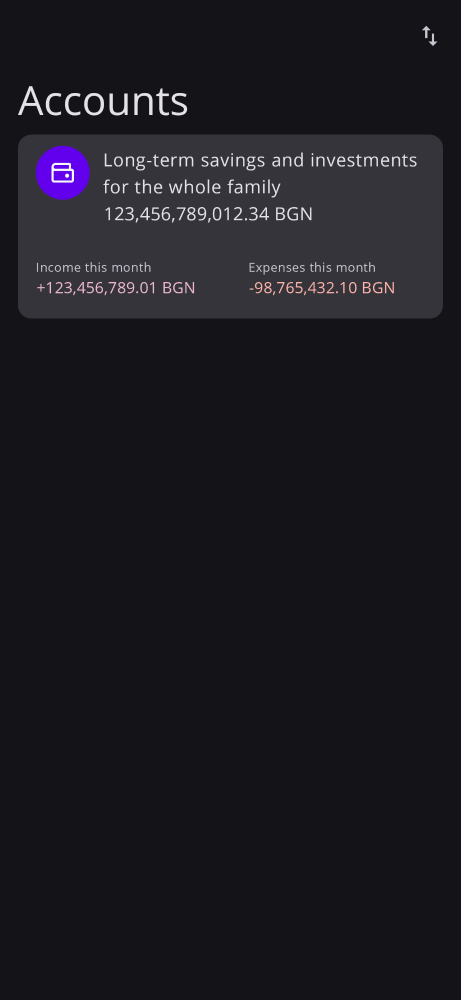 Accounts
Long-term savings and investments
for the whole family
123,456,789,012.34 BGN
Income this month
Expenses this month
+123,456,789.01 BGN
-98,765,432.10 BGN